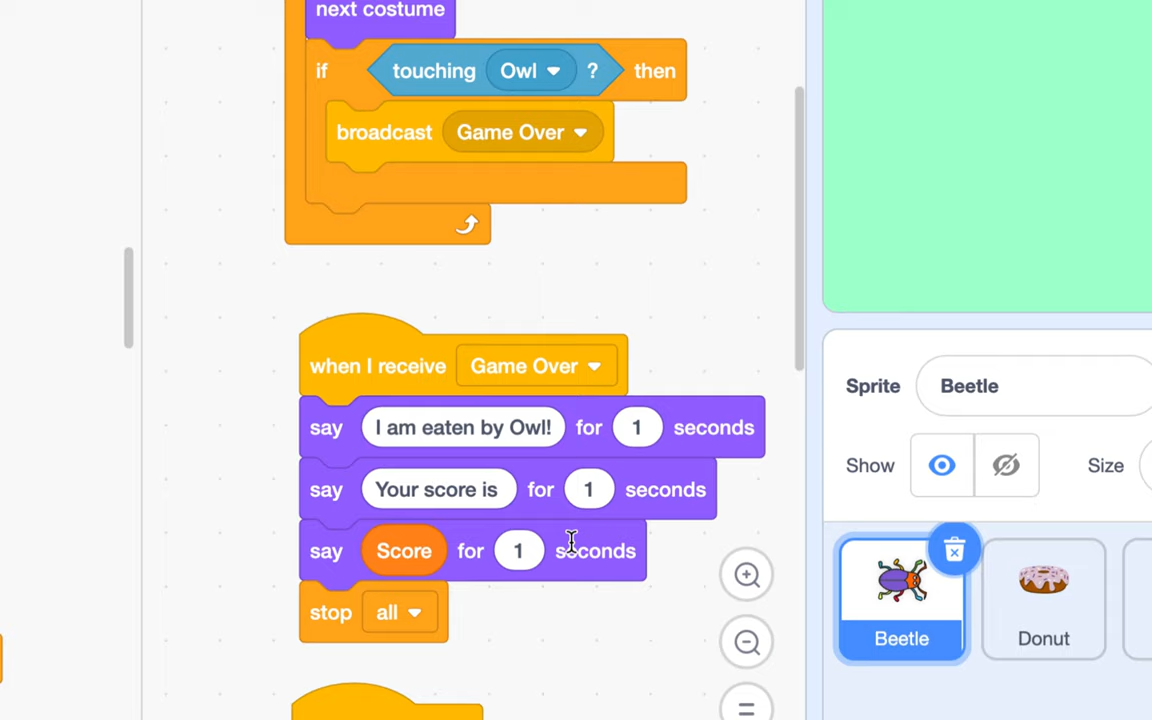 next costume
if touching Owl ? then
broadcast Game Over
when I receive Game Over
say I am eaten by Owl! for 1 seconds
say Your score is for 1 seconds
say Score for 1 seconds
stop all
Sprite Beetle
Show Size
Beetle Donut